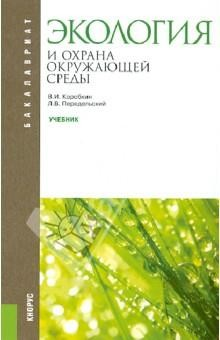 БАКАЛАВРИАТ
ЭКОЛОГИЯ
И ОХРАНА
ОКРУЖАЮЩЕЙ
СРЕДЫ
В.И. Коробкин
Л.В. Передельский
УЧЕБНИК
КНОРУС